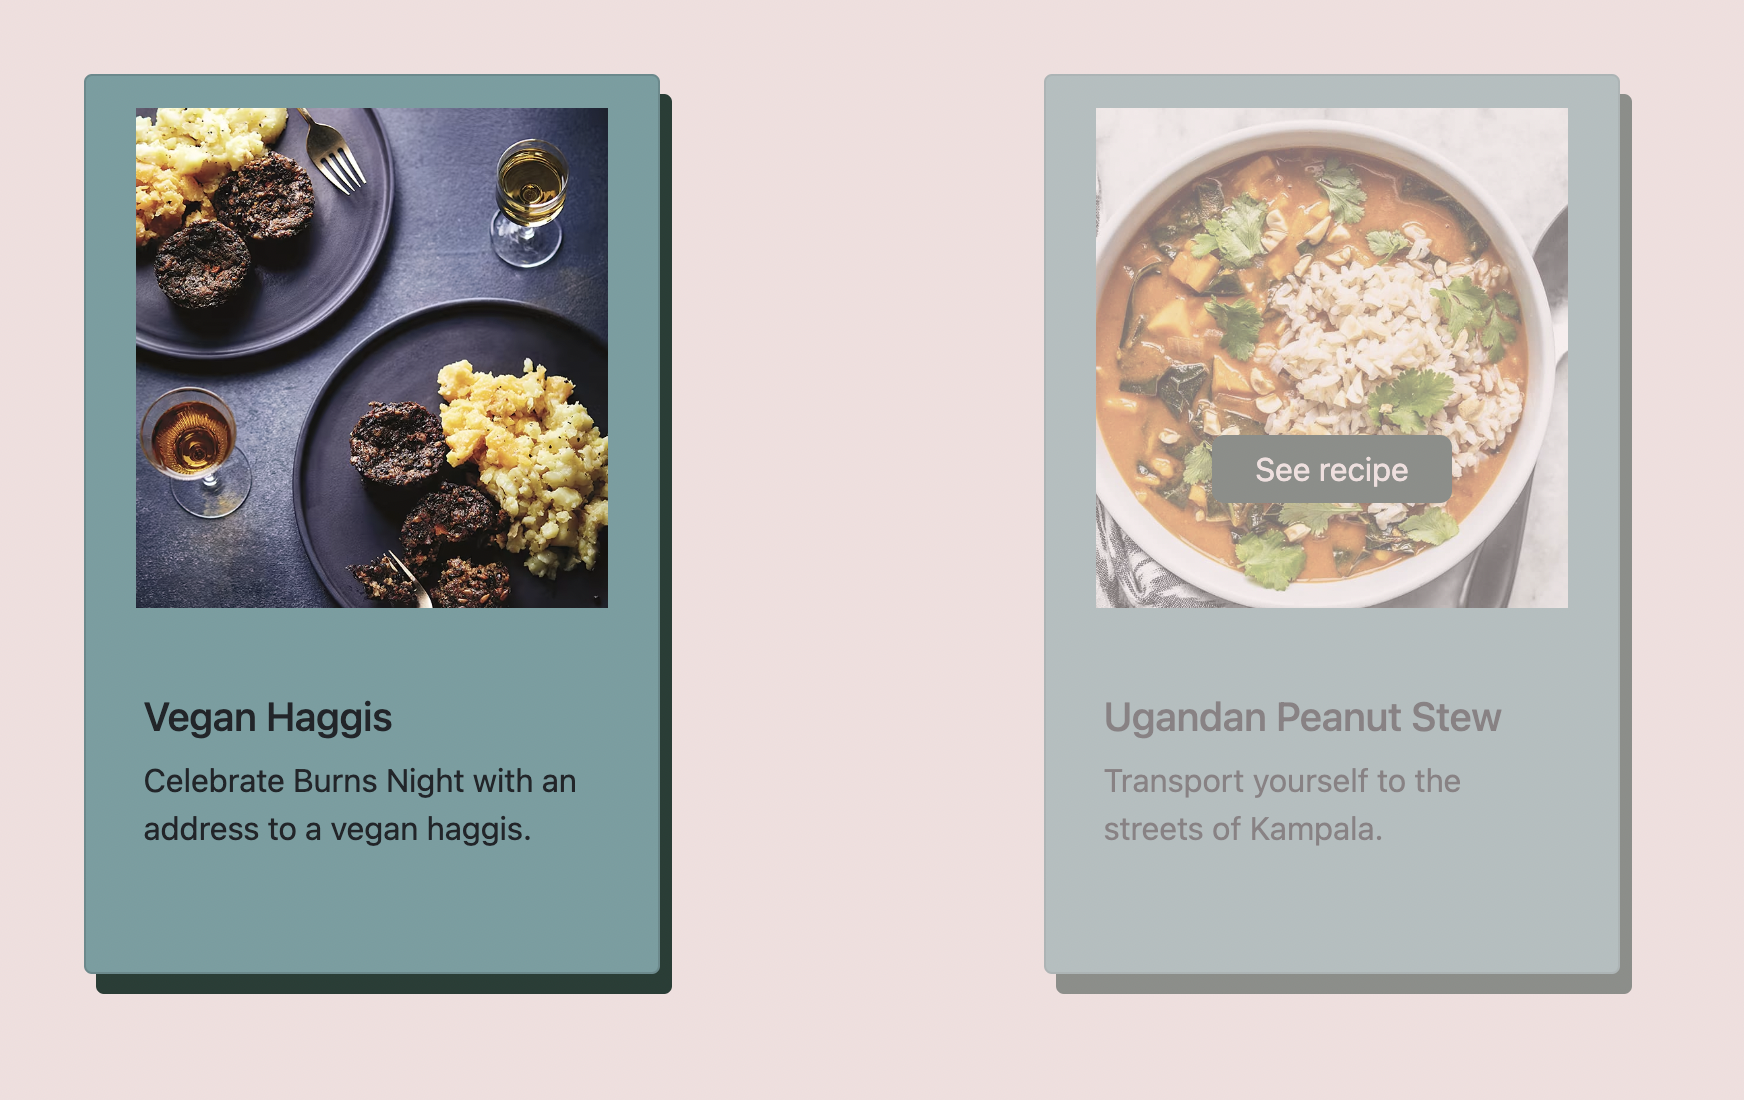 Vegan Haggis
Celebrate Burns Night with an
address to a vegan haggis.
See recipe
Ugandan Peanut Stew
Transport yourself to the
streets of Kampala.